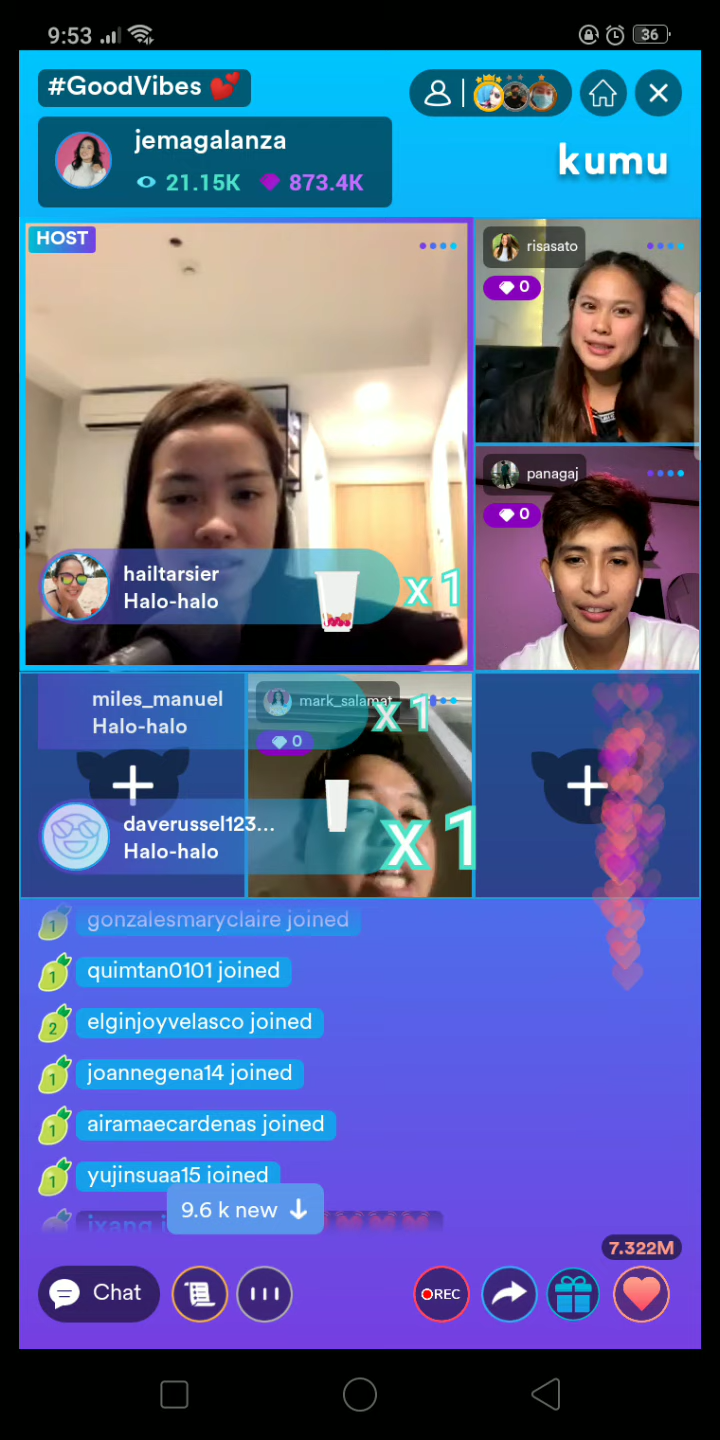 9:53
36
#GoodVibes 💕
jemagalanza
21.15K 873.4K
kumu
HOST
risasato
0
panagaj
0
hailtarsier
Halo-halo
x 1
miles_manuel
Halo-halo
x 1
mark_salamat
0
daverussel123...
Halo-halo
x 1
1 gonzalesmaryclaire joined
1 quimtan0101 joined
2 elginjoyvelasco joined
1 joannegena14 joined
1 airamaecardenas joined
1 yujinsuaa15 joined
9.6 k new
7.322M
Chat
REC